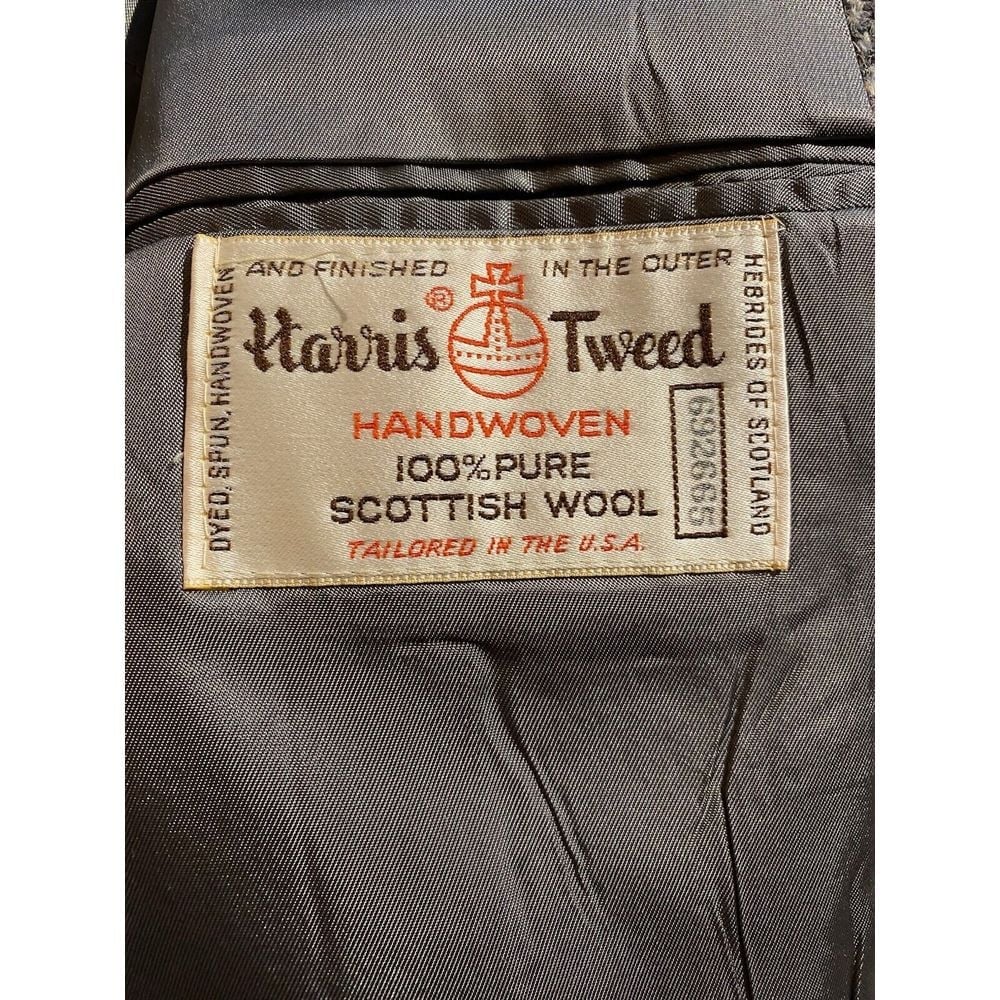 DYED, SPUN, HANDWOVEN
AND FINISHED
IN THE OUTER
HEBRIDES OF SCOTLAND
Harris ® Tweed
HANDWOVEN
100% PURE
SCOTTISH WOOL
TAILORED IN THE U.S.A.
692665